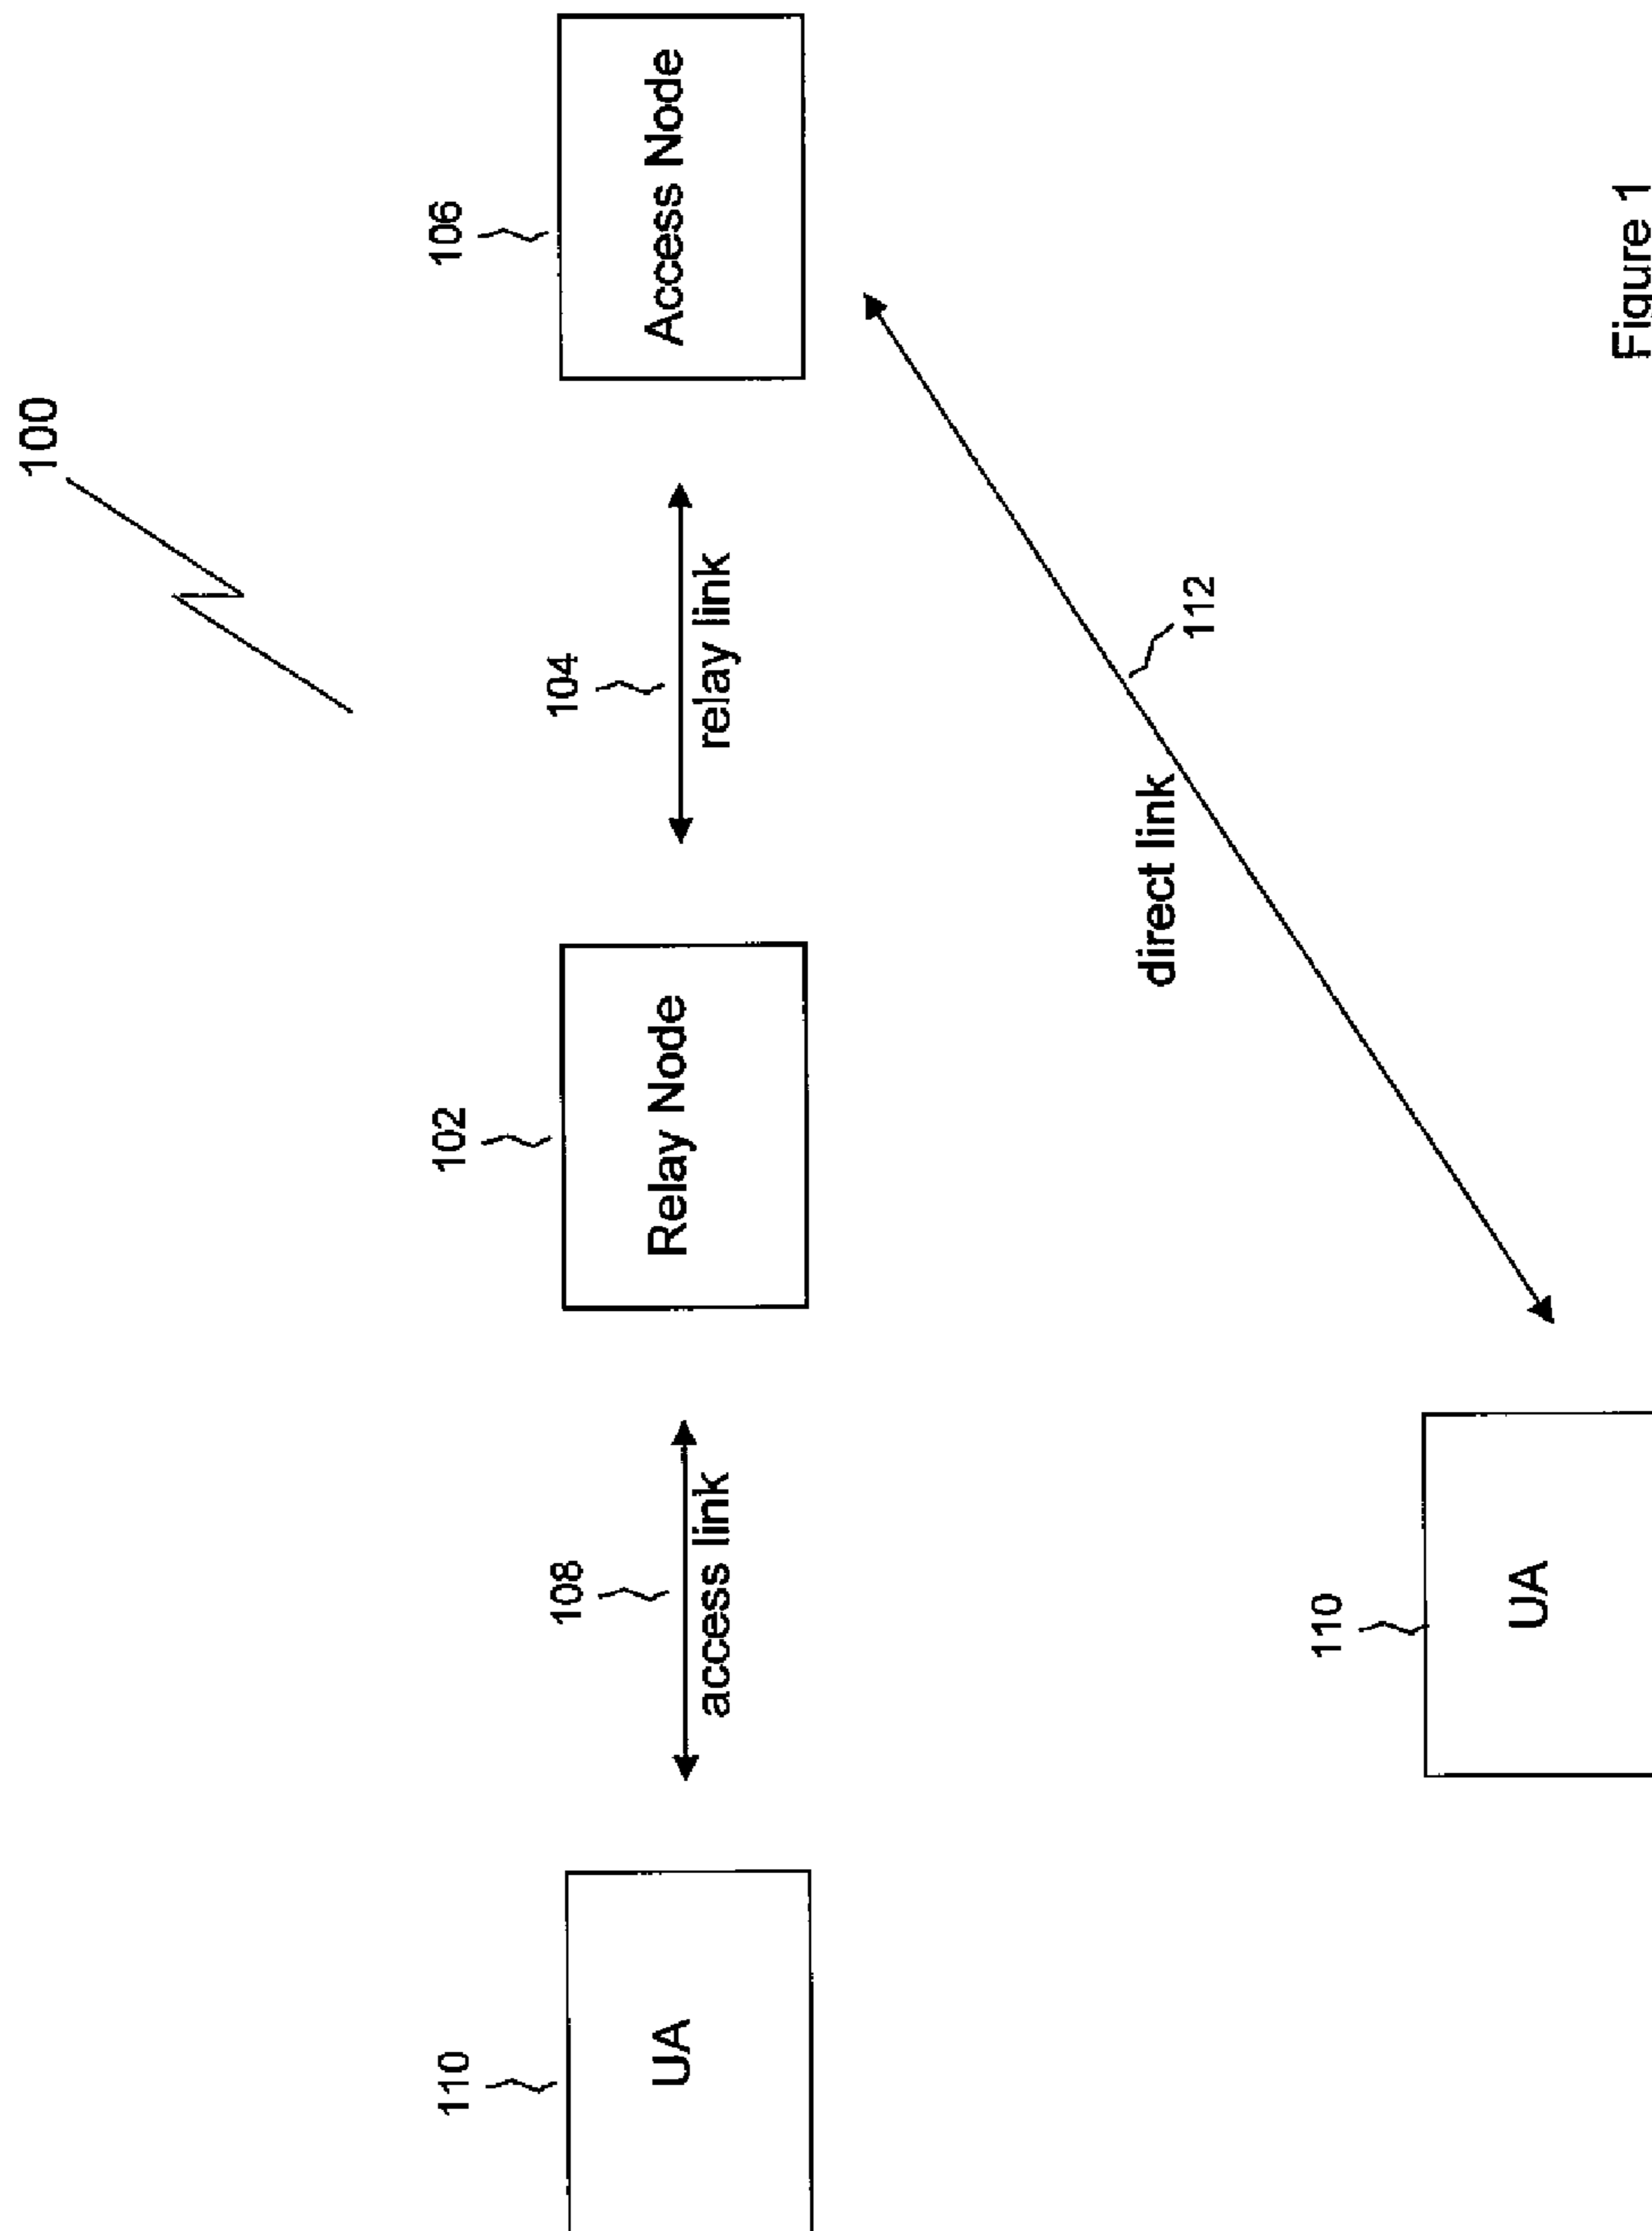 100
110
UA
108
access link
102
Relay Node
104
relay link
106
Access Node
110
UA
direct link
112
Figure 1